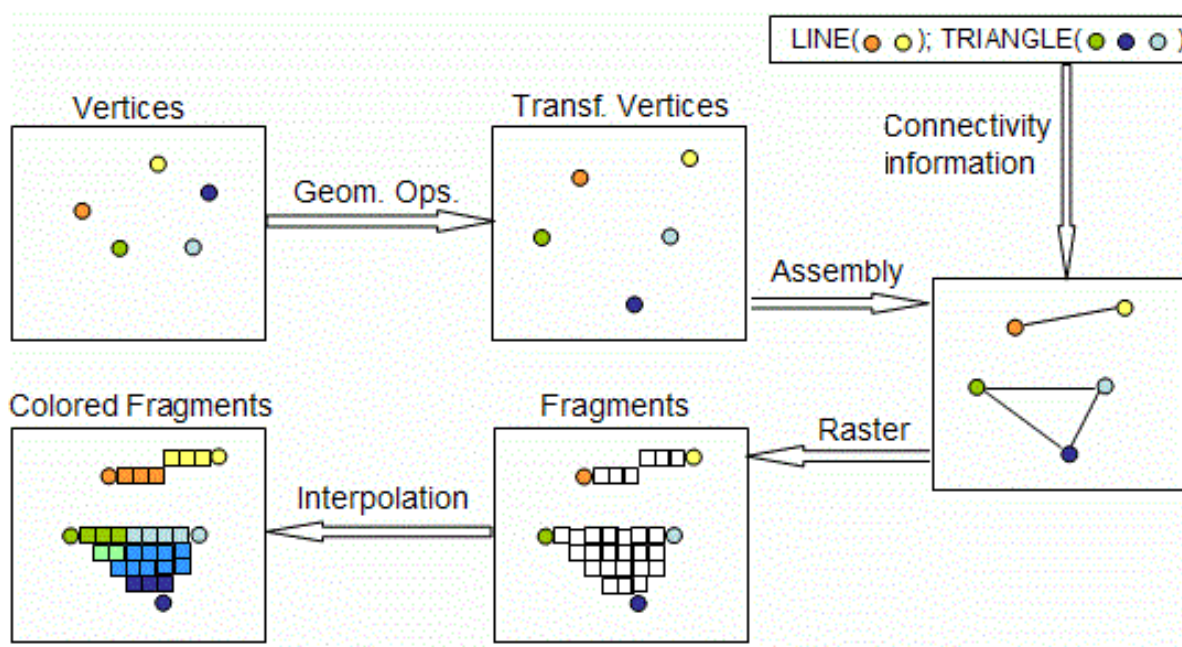 LINE( ); TRIANGLE( )
Vertices
Transf. Vertices
Connectivity
information
Geom. Ops.
Assembly
Colored Fragments
Fragments
Raster
Interpolation